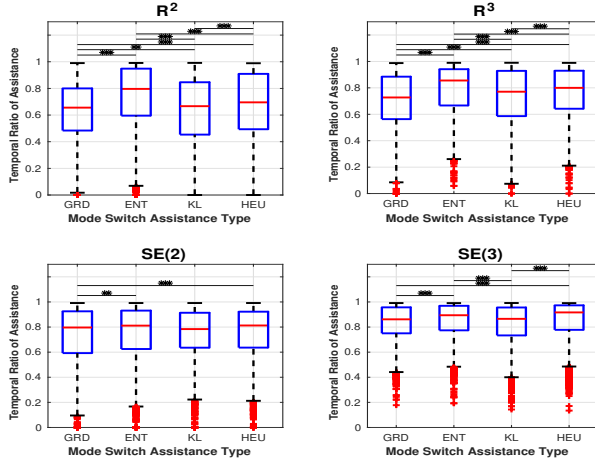 R²
R³
***
***
***
**
***
***
Temporal Ratio of Assistance
1
0.8
0.6
0.4
0.2
0
GRD ENT KL HEU
Mode Switch Assistance Type
***
***
***
***
***
***
Temporal Ratio of Assistance
1
0.8
0.6
0.4
0.2
0
GRD ENT KL HEU
Mode Switch Assistance Type
SE(2)
SE(3)
***
**
Temporal Ratio of Assistance
1
0.8
0.6
0.4
0.2
0
GRD ENT KL HEU
Mode Switch Assistance Type
***
***
***
***
Temporal Ratio of Assistance
1
0.8
0.6
0.4
0.2
0
GRD ENT KL HEU
Mode Switch Assistance Type